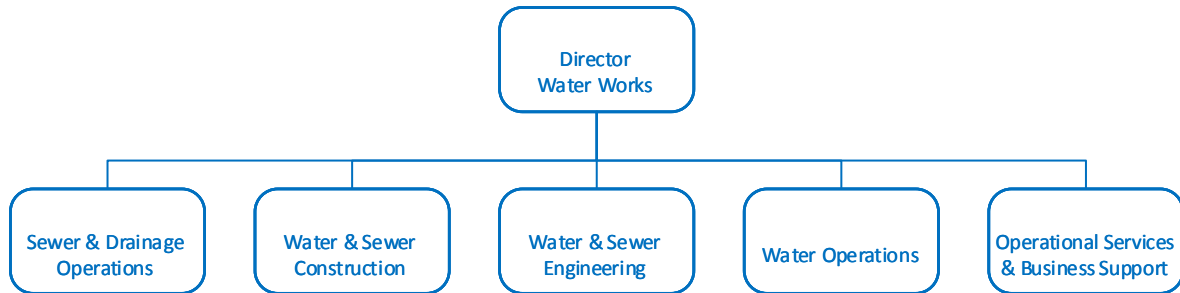 Director
Water Works
Sewer & Drainage
Operations
Water & Sewer
Construction
Water & Sewer
Engineering
Water Operations
Operational Services
& Business Support